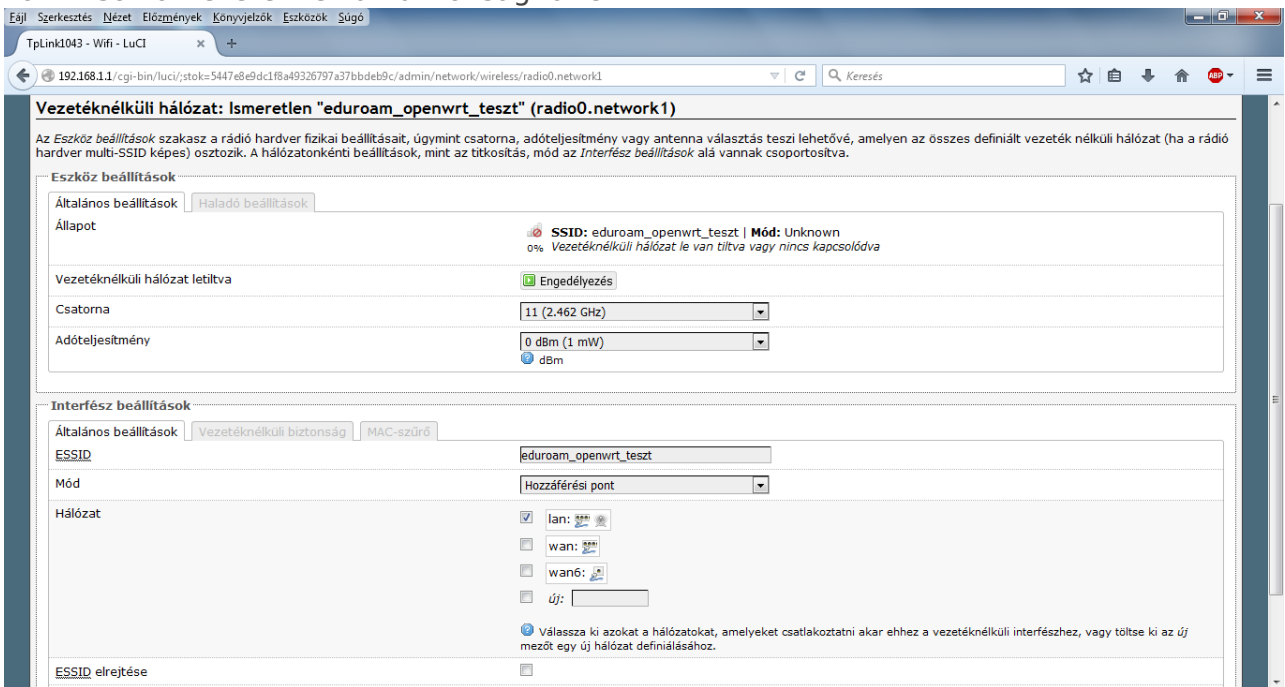 Fájl Szerkesztés Nézet Előzmények Könyvjelzők Eszközök Súgó
TpLink1043 - Wifi - LuCI
192.168.1.1/cgi-bin/luci/;stok=5447e8e9dc1f8a49326797a37bbdeb9c/admin/network/wireless/radio0.network1
Keresés
ABP
Vezetéknélküli hálózat: Ismeretlen "eduroam_openwrt_teszt" (radio0.network1)
Az Eszköz beállítások szakasz a rádió hardver fizikai beállításait, úgymint csatorna, adóteljesítmény vagy antenna választás teszi lehetővé, amelyen az összes definiált vezeték nélküli hálózat (ha a rádió
hardver multi-SSID képes) osztozik. A hálózatonkénti beállítások, mint az titkosítás, mód az Interfész beállítások alá vannak csoportosítva.
Eszköz beállítások
Általános beállítások Haladó beállítások
Állapot
SSID: eduroam_openwrt_teszt | Mód: Unknown
0% Vezetéknélküli hálózat le van tiltva vagy nincs kapcsolódva
Vezetéknélküli hálózat letiltva Engedélyezés
Csatorna 11 (2.462 GHz)
Adóteljesítmény 0 dBm (1 mW)
dBm
Interfész beállítások
Általános beállítások Vezetéknélküli biztonság MAC-szűrő
ESSID eduroam_openwrt_teszt
Mód Hozzáférési pont
Hálózat lan:
wan:
wan6:
új:
Válassza ki azokat a hálózatokat, amelyeket csatlakoztatni akar ehhez a vezetéknélküli interfészhez, vagy töltse ki az új
mezőt egy új hálózat definiálásához.
ESSID elrejtése